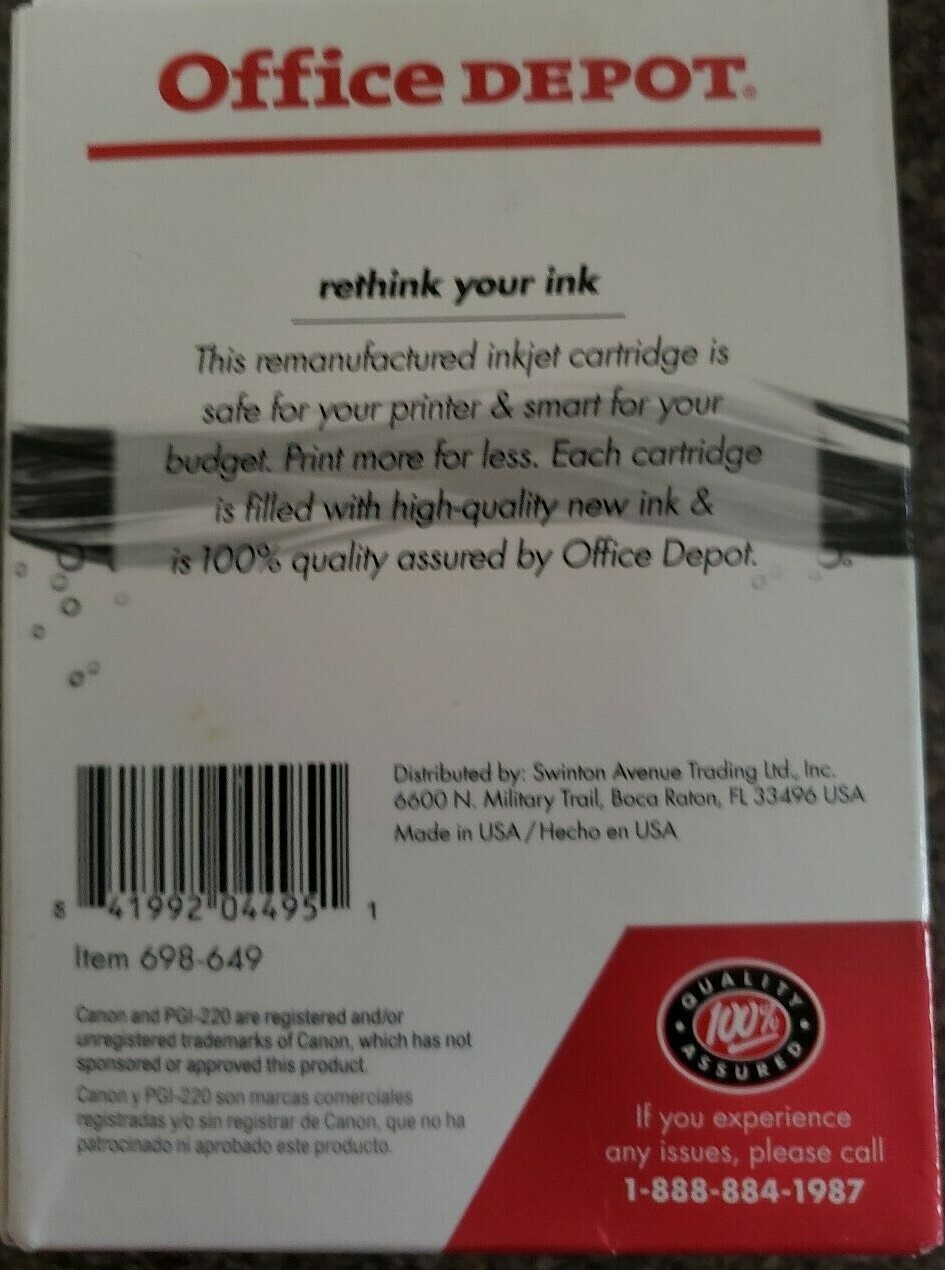 Office DEPOT®
rethink your ink
This remanufactured inkjet cartridge is
safe for your printer & smart for your
budget. Print more for less. Each cartridge
is filled with high-quality new ink &
is 100% quality assured by Office Depot.
Distributed by: Swinton Avenue Trading Ltd., Inc.
6600 N. Military Trail, Boca Raton, FL 33496 USA
Made in USA/Hecho en USA
8 41992 04495 1
Item 698-649
Canon and PGI-220 are registered and/or
unregistered trademarks of Canon, which has not
sponsored or approved this product.
Canon y PGI-220 son marcas comerciales
registradas y/o sin registrar de Canon, que no ha
patrocinado ni aprobado este producto.
QUALITY
100%
ASSURED
If you experience
any issues, please call
1-888-884-1987